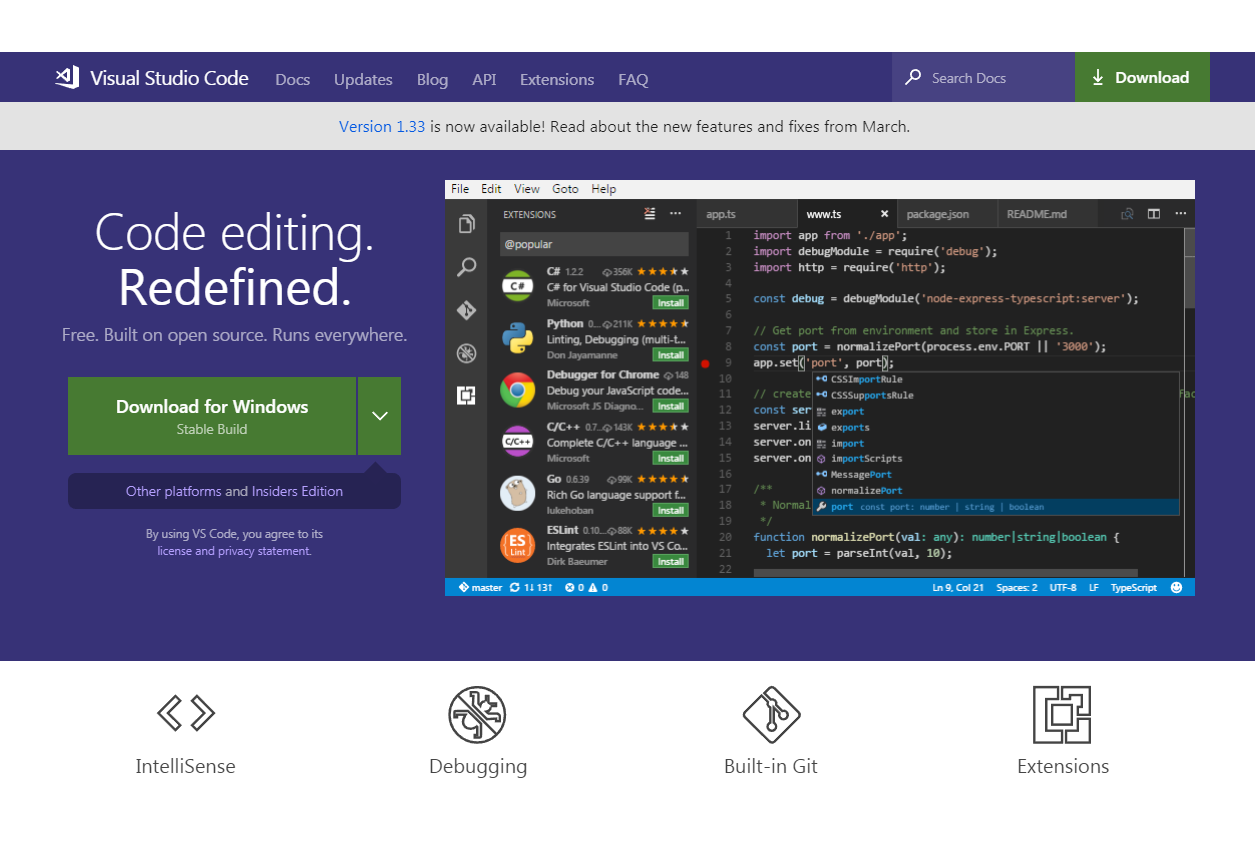 Visual Studio Code Docs Updates Blog API Extensions FAQ Search Docs Download
Version 1.33 is now available! Read about the new features and fixes from March.
Code editing.
Redefined.
Free. Built on open source. Runs everywhere.
Download for Windows
Stable Build
Other platforms and Insiders Edition
By using VS Code, you agree to its
license and privacy statement.
File Edit View Goto Help
EXTENSIONS
@popular
C# 1.2.2 356K
C# for Visual Studio Code (p...
Microsoft Install
Python 0... 211K
Linting, Debugging (multi-t...
Don Jayamanne Install
Debugger for Chrome 148
Debug your JavaScript code...
Microsoft JS Diagno... Install
C/C++ 0.7... 143K
Complete C/C++ language ...
Microsoft Install
Go 0.6.39 99K
Rich Go language support f...
lukehoban Install
ESLint 0.10... 88K
Integrates ESLint into VS Co...
Dirk Baeumer Install
C#
C/C++
ES
Lint
app.ts www.ts package.json README.md
1 import app from './app';
2 import debugModule = require('debug');
3 import http = require('http');
4
5 const debug = debugModule('node-express-typescript:server');
6
7 // Get port from environment and store in Express.
8 const port = normalizePort(process.env.PORT || '3000');
9 app.set('port', port);
10
11 // create
12 const ser
13 server.li
14 server.on
15 server.on
16
17 /**
18 * Normal
19 */
20 function normalizePort(val: any): number|string|boolean {
21 let port = parseInt(val, 10);
22
CSSImportRule
CSSSupportsRule
export
exports
import
importScripts
MessagePort
normalizePort
port const port: number | string | boolean
master 1↓ 13↑ 0 0 Ln 9, Col 21 Spaces: 2 UTF-8 LF TypeScript
IntelliSense Debugging Built-in Git Extensions